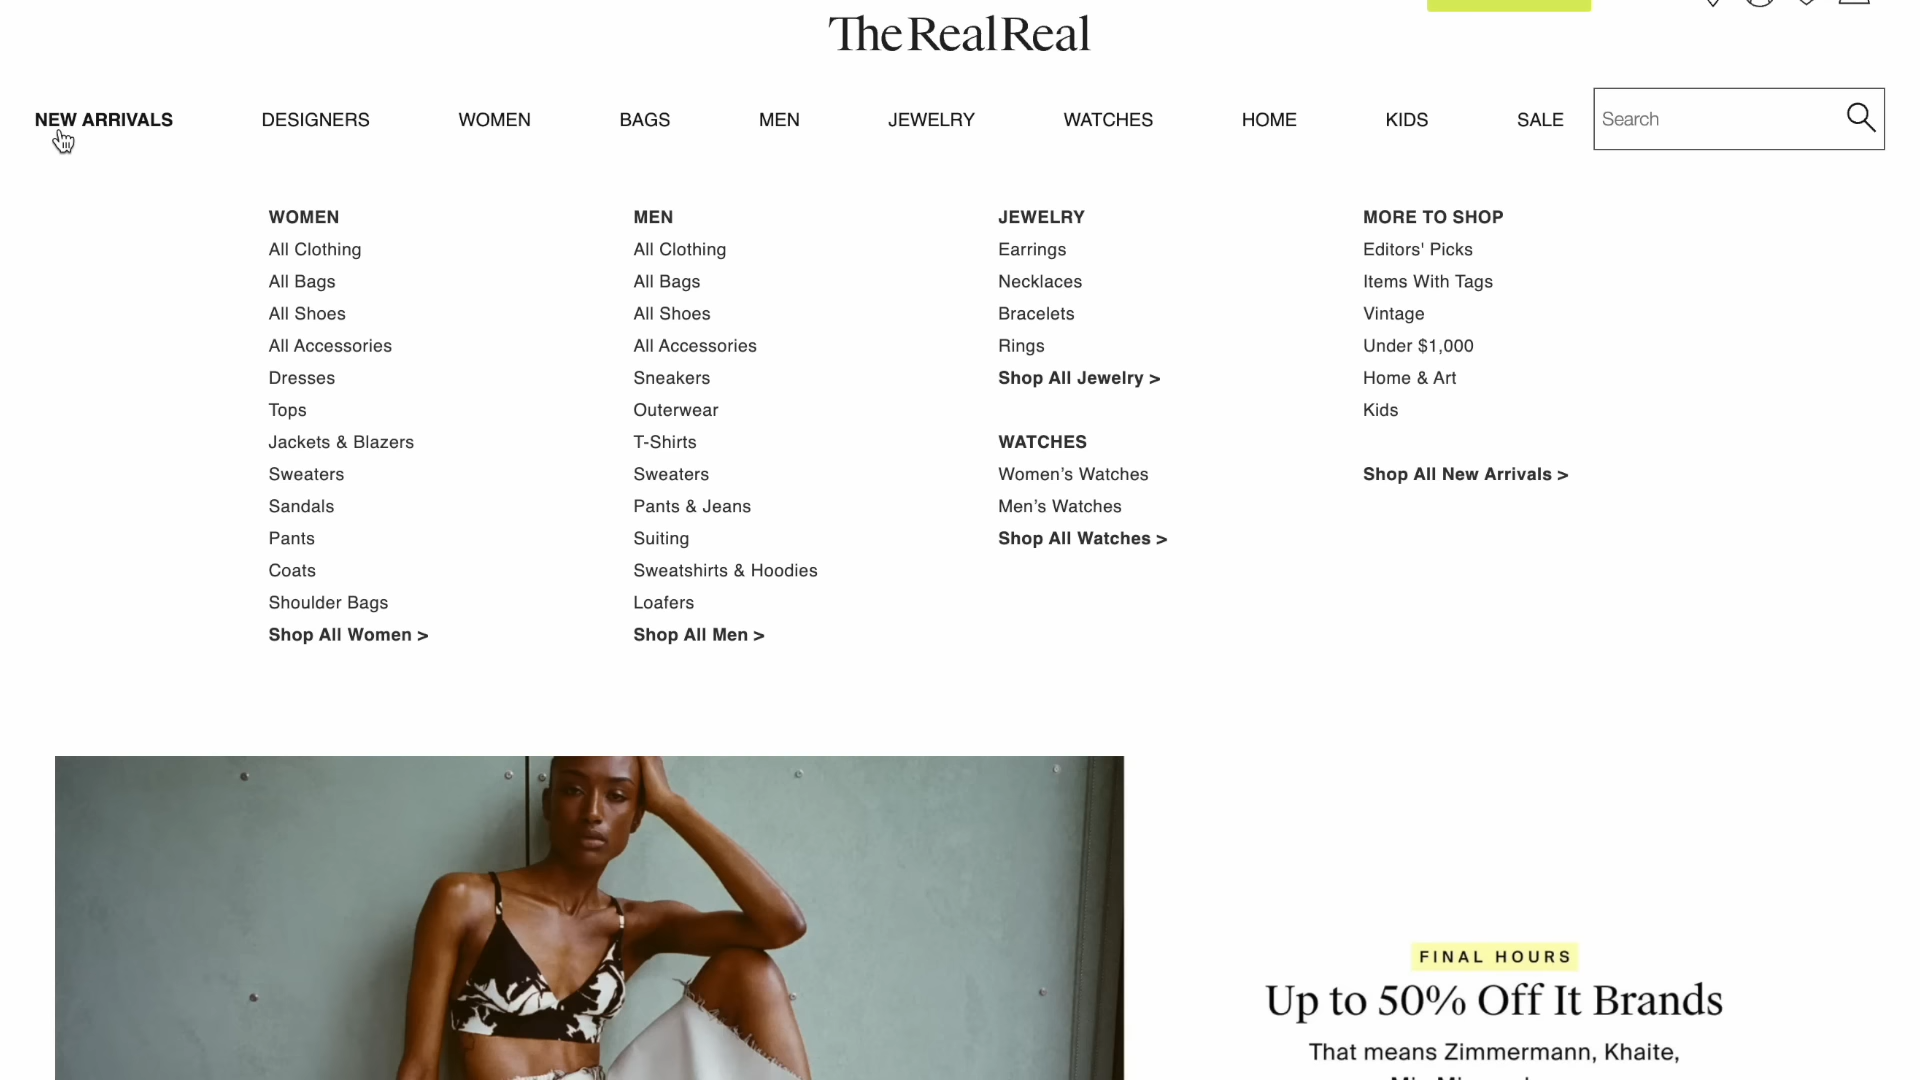 The RealReal
NEW ARRIVALS
DESIGNERS
WOMEN
BAGS
MEN
JEWELRY
WATCHES
HOME
KIDS
SALE
Search
WOMEN
All Clothing
All Bags
All Shoes
All Accessories
Dresses
Tops
Jackets & Blazers
Sweaters
Sandals
Pants
Coats
Shoulder Bags
Shop All Women >
MEN
All Clothing
All Bags
All Shoes
All Accessories
Sneakers
Outerwear
T-Shirts
Sweaters
Pants & Jeans
Suiting
Sweatshirts & Hoodies
Loafers
Shop All Men >
JEWELRY
Earrings
Necklaces
Bracelets
Rings
Shop All Jewelry >
WATCHES
Women’s Watches
Men’s Watches
Shop All Watches >
MORE TO SHOP
Editors' Picks
Items With Tags
Vintage
Under $1,000
Home & Art
Kids
Shop All New Arrivals >
FINAL HOURS
Up to 50% Off It Brands
That means Zimmermann, Khaite,